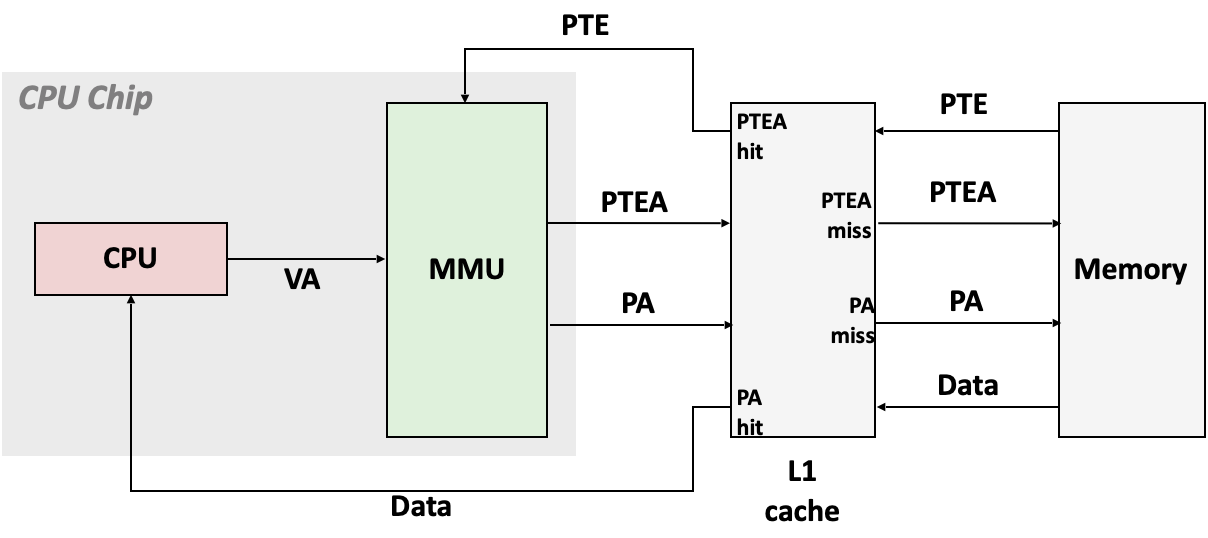 PTE
CPU Chip
PTEA
hit
PTE
PTEA
PTEA
miss
PTEA
CPU
VA
MMU
Memory
PA
PA
miss
PA
PA
hit
Data
L1
cache
Data